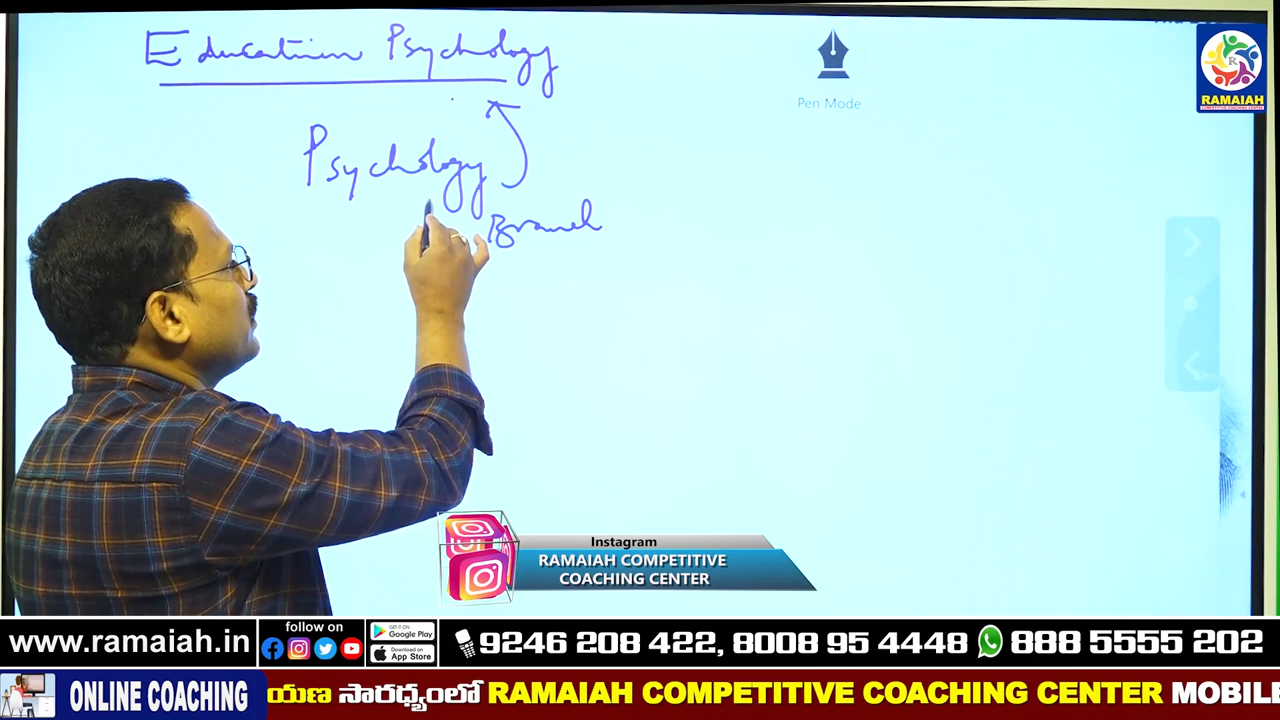 Education Psychology
Pen Mode
RAMAIAH
Psychology
Branch
Instagram
RAMAIAH COMPETITIVE
COACHING CENTER
www.ramaiah.in
follow on
GET IT ON
Google Play
Download on
App Store
9246 208 422, 8008 95 4448
888 5555 202
ONLINE COACHING
యణ సారధ్యంలో RAMAIAH COMPETITIVE COACHING CENTER MOBILE